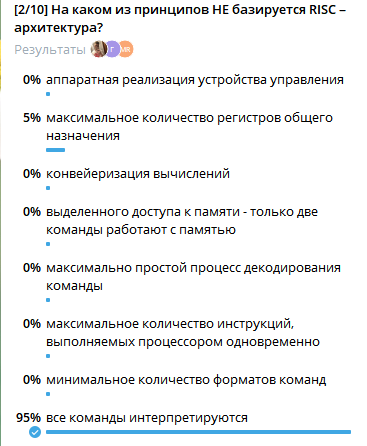 [2/10] На каком из принципов НЕ базируется RISC –
архитектура?
Результаты Г MR
0% аппаратная реализация устройства управления
5% максимальное количество регистров общего
назначения
0% конвейеризация вычислений
0% выделенного доступа к памяти - только две
команды работают с памятью
0% максимально простой процесс декодирования
команды
0% максимальное количество инструкций,
выполняемых процессором одновременно
0% минимальное количество форматов команд
95% все команды интерпретируются